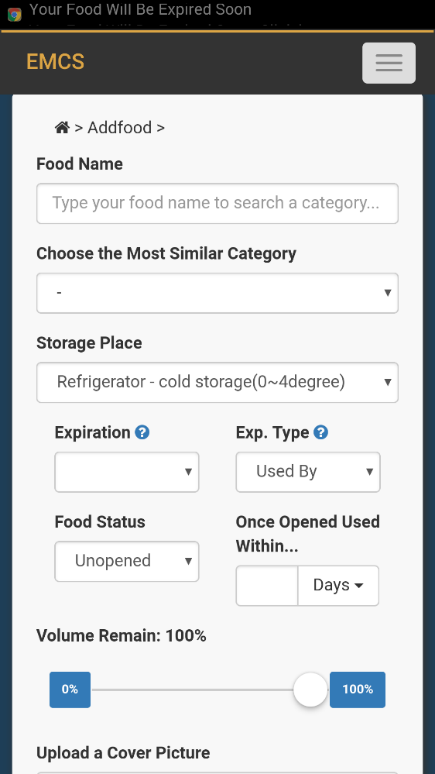 Your Food Will Be Expired Soon
EMCS
> Addfood >
Food Name
Type your food name to search a category...
Choose the Most Similar Category
-
Storage Place
Refrigerator - cold storage(0~4degree)
Expiration ?
Exp. Type ?
Used By
Food Status
Once Opened Used
Within...
Unopened
Days
Volume Remain: 100%
0%
100%
Upload a Cover Picture